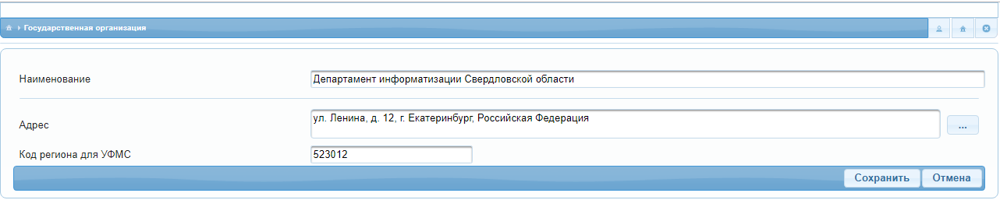 Государственная организация
Наименование
Департамент информатизации Свердловской области
Адрес
ул. Ленина, д. 12, г. Екатеринбург, Российская Федерация
...
Код региона для УФМС
523012
Сохранить
Отмена